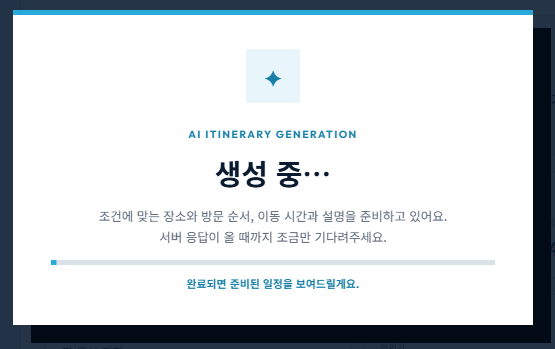 AI ITINERARY GENERATION
생성 중···
조건에 맞는 장소와 방문 순서, 이동 시간과 설명을 준비하고 있어요.
서버 응답이 올 때까지 조금만 기다려주세요.
완료되면 준비된 일정을 보여드릴게요.